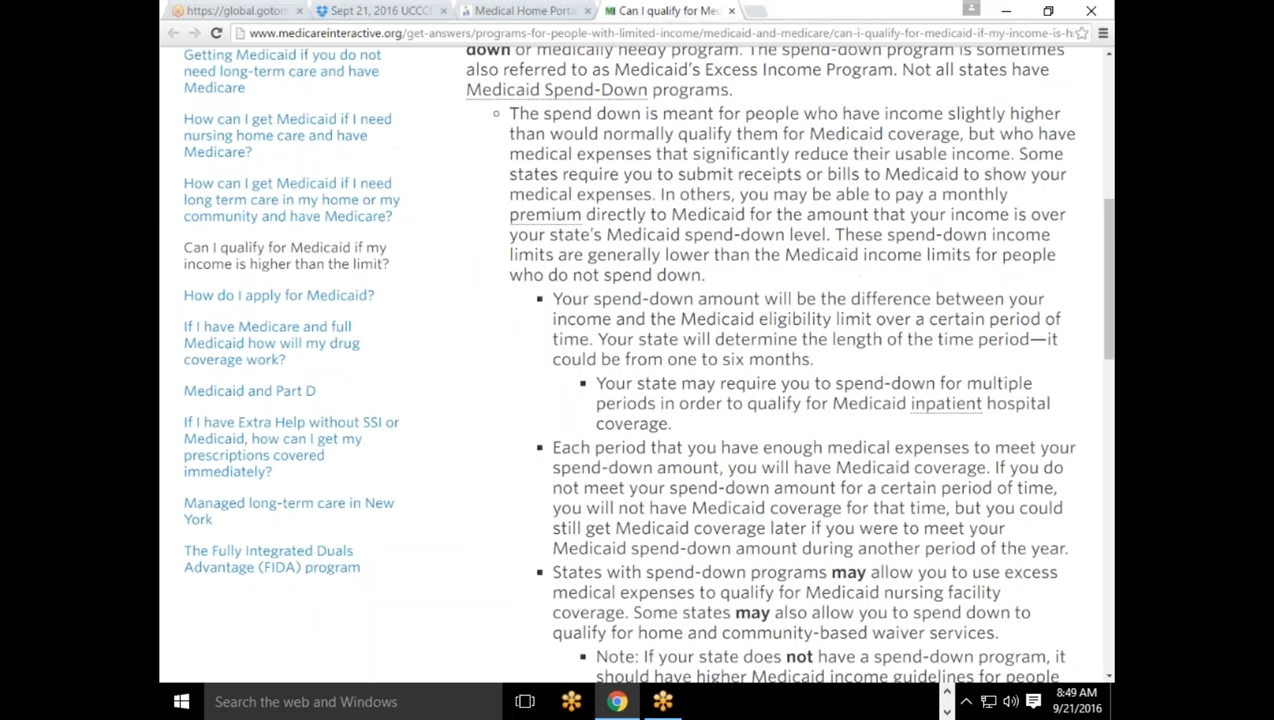 https://global.gotom
Sept 21, 2016 UCCC
Medical Home Porta
Can I qualify for Med
www.medicareinteractive.org/get-answers/programs-for-people-with-limited-income/medicaid-and-medicare/can-i-qualify-for-medicaid-if-my-income-is-h
Getting Medicaid if you do not
need long-term care and have
Medicare
How can I get Medicaid if I need
nursing home care and have
Medicare?
How can I get Medicaid if I need
long term care in my home or my
community and have Medicare?
Can I qualify for Medicaid if my
income is higher than the limit?
How do I apply for Medicaid?
If I have Medicare and full
Medicaid how will my drug
coverage work?
Medicaid and Part D
If I have Extra Help without SSI or
Medicaid, how can I get my
prescriptions covered
immediately?
Managed long-term care in New
York
The Fully Integrated Duals
Advantage (FIDA) program
down or medically needy program. The spend-down program is sometimes
also referred to as Medicaid's Excess Income Program. Not all states have
Medicaid Spend-Down programs.
The spend down is meant for people who have income slightly higher
than would normally qualify them for Medicaid coverage, but who have
medical expenses that significantly reduce their usable income. Some
states require you to submit receipts or bills to Medicaid to show your
medical expenses. In others, you may be able to pay a monthly
premium directly to Medicaid for the amount that your income is over
your state's Medicaid spend-down level. These spend-down income
limits are generally lower than the Medicaid income limits for people
who do not spend down.
Your spend-down amount will be the difference between your
income and the Medicaid eligibility limit over a certain period of
time. Your state will determine the length of the time period—it
could be from one to six months.
Your state may require you to spend-down for multiple
periods in order to qualify for Medicaid inpatient hospital
coverage.
Each period that you have enough medical expenses to meet your
spend-down amount, you will have Medicaid coverage. If you do
not meet your spend-down amount for a certain period of time,
you will not have Medicaid coverage for that time, but you could
still get Medicaid coverage later if you were to meet your
Medicaid spend-down amount during another period of the year.
States with spend-down programs may allow you to use excess
medical expenses to qualify for Medicaid nursing facility
coverage. Some states may also allow you to spend down to
qualify for home and community-based waiver services.
Note: If your state does not have a spend-down program, it
should have higher Medicaid income guidelines for people
Search the web and Windows
8:49 AM
9/21/2016